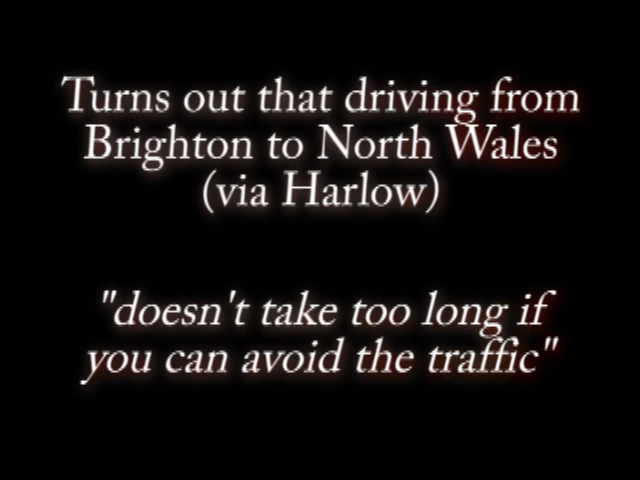 Turns out that driving from
Brighton to North Wales
(via Harlow)
"doesn't take too long if
you can avoid the traffic"